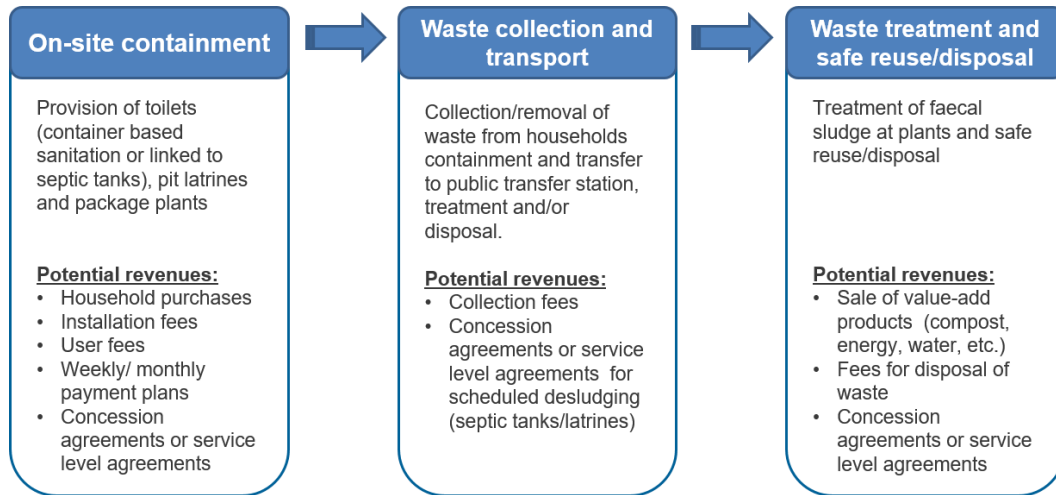 On-site containment
Provision of toilets
(container based
sanitation or linked to
septic tanks), pit latrines
and package plants
Potential revenues:
• Household purchases
• Installation fees
• User fees
• Weekly/ monthly
payment plans
• Concession
agreements or service
level agreements
Waste collection and
transport
Collection/removal of
waste from households
containment and transfer
to public transfer station,
treatment and/or
disposal.
Potential revenues:
• Collection fees
• Concession
agreements or service
level agreements for
scheduled desludging
(septic tanks/latrines)
Waste treatment and
safe reuse/disposal
Treatment of faecal
sludge at plants and safe
reuse/disposal
Potential revenues:
• Sale of value-add
products (compost,
energy, water, etc.)
• Fees for disposal of
waste
• Concession
agreements or service
level agreements